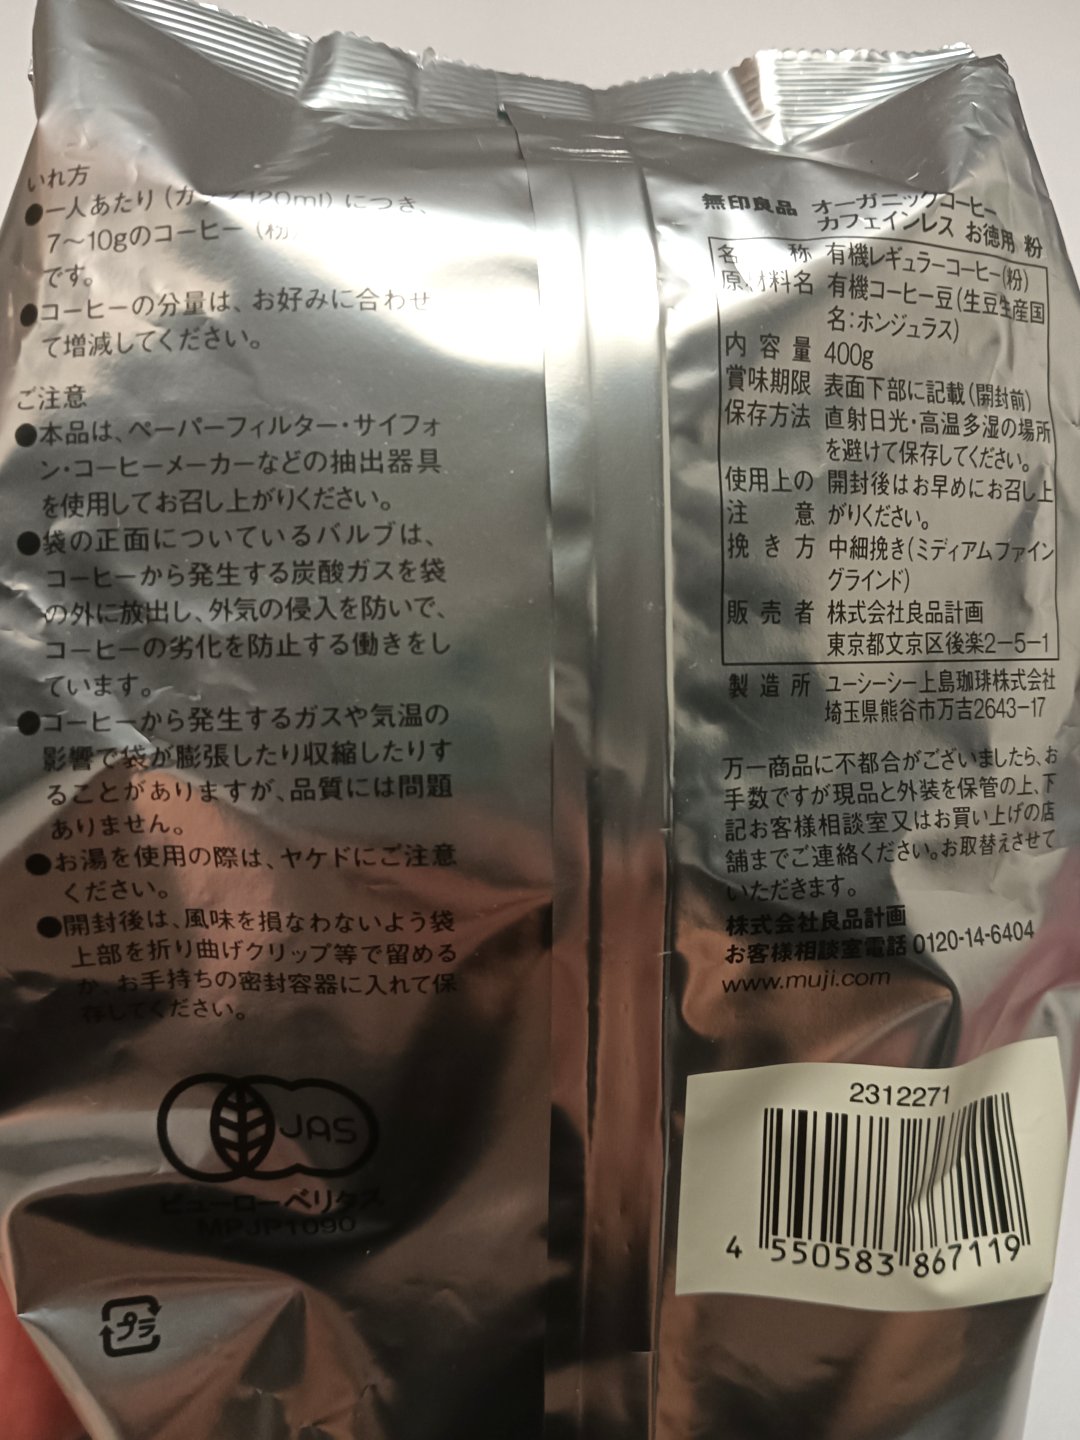 いれ方
●一人あたり(カップ120ml)につき、
7〜10gのコーヒー(粉)
です。
●コーヒーの分量は、お好みに合わせ
て増減してください。
ご注意
●本品は、ペーパーフィルター・サイフォ
ン・コーヒーメーカーなどの抽出器具
を使用してお召し上がりください。
●袋の正面についているバルブは、
コーヒーから発生する炭酸ガスを袋
の外に放出し、外気の侵入を防いで、
コーヒーの劣化を防止する働きをし
ています。
●コーヒーから発生するガスや気温の
影響で袋が膨張したり収縮したりす
ることがありますが、品質には問題
ありません。
●お湯を使用の際は、ヤケドにご注意
ください。
●開封後は、風味を損なわないよう袋
上部を折り曲げクリップ等で留める
か、お手持ちの密封容器に入れて保
存してください。
JAS
ビューローベリタス
MPJP1090
プラ
無印良品 オーガニックコーヒー
カフェインレス お徳用 粉
名称 有機レギュラーコーヒー(粉)
原材料名 有機コーヒー豆(生豆生産国
名:ホンジュラス)
内容量 400g
賞味期限 表面下部に記載(開封前)
保存方法 直射日光・高温多湿の場所
を避けて保存してください。
使用上の 開封後はお早めにお召し上
注意 がりください。
挽き方 中細挽き(ミディアムファイン
グラインド)
販売者 株式会社良品計画
東京都文京区後楽2-5-1
製造所 ユーシーシー上島珈琲株式会社
埼玉県熊谷市万吉2643-17
万一商品に不都合がございましたら、お
手数ですが現品と外装を保管の上、下
記お客様相談室又はお買い上げの店
舗までご連絡ください。お取替えさせて
いただきます。
株式会社良品計画
お客様相談室電話 0120-14-6404
www.muji.com
2312271
4 550583 867119